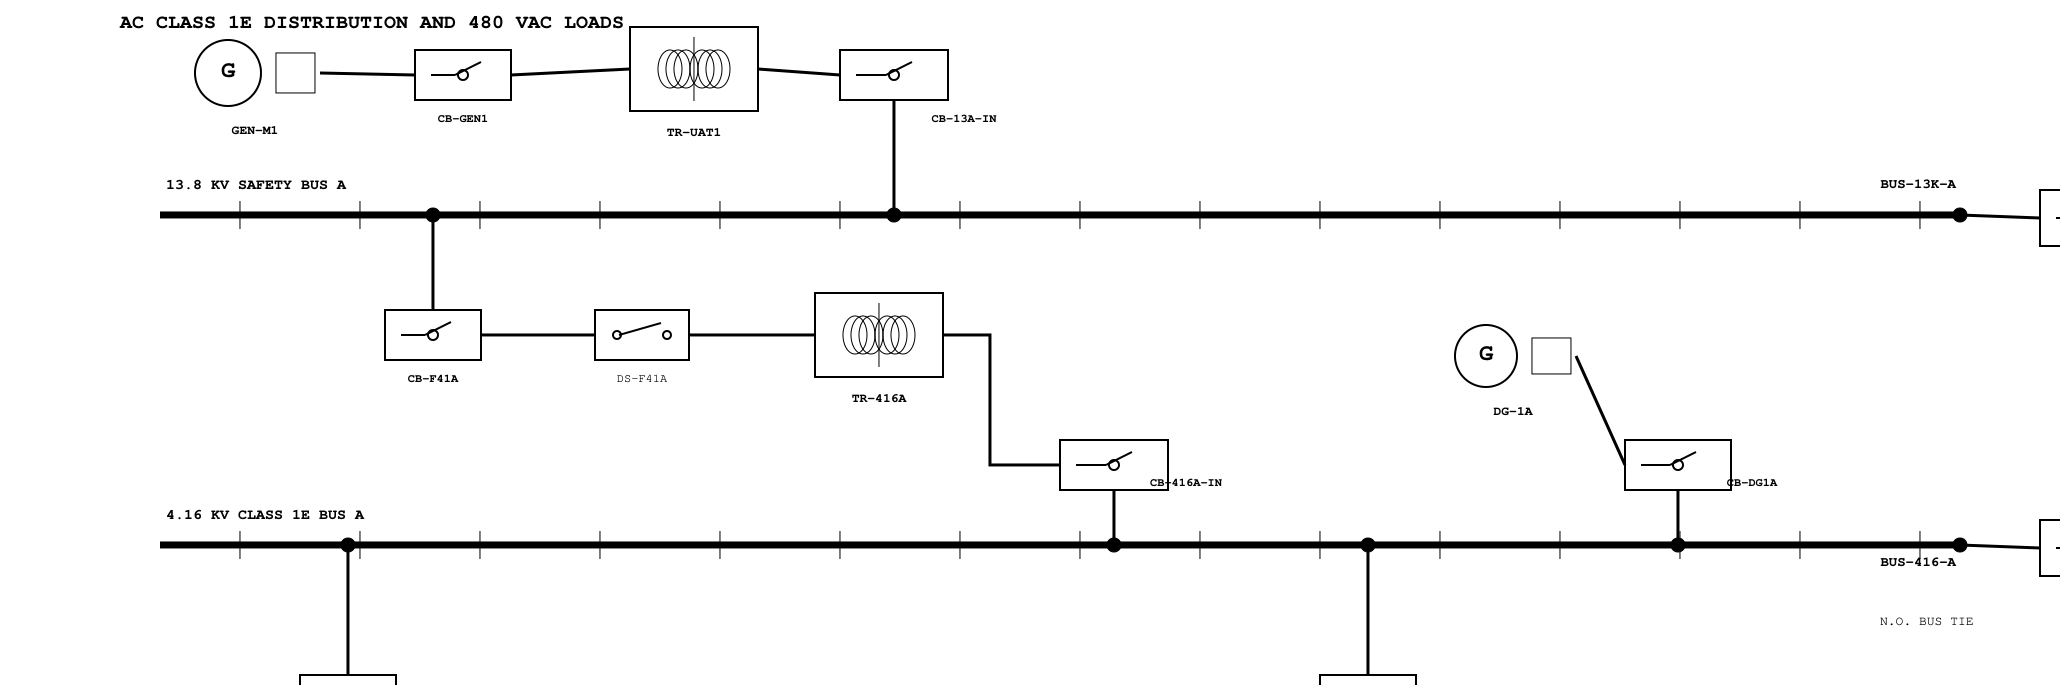 AC CLASS 1E DISTRIBUTION AND 480 VAC LOADS
G
GEN-M1
CB-GEN1
TR-UAT1
CB-13A-IN
13.8 KV SAFETY BUS A
BUS-13K-A
CB-F41A
DS-F41A
TR-416A
G
DG-1A
CB-416A-IN
CB-DG1A
4.16 KV CLASS 1E BUS A
BUS-416-A
N.O. BUS TIE